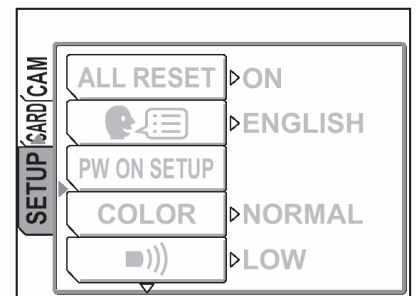 CAM
CARD
SETUP
ALL RESET ON
ENGLISH
PW ON SETUP
COLOR NORMAL
LOW